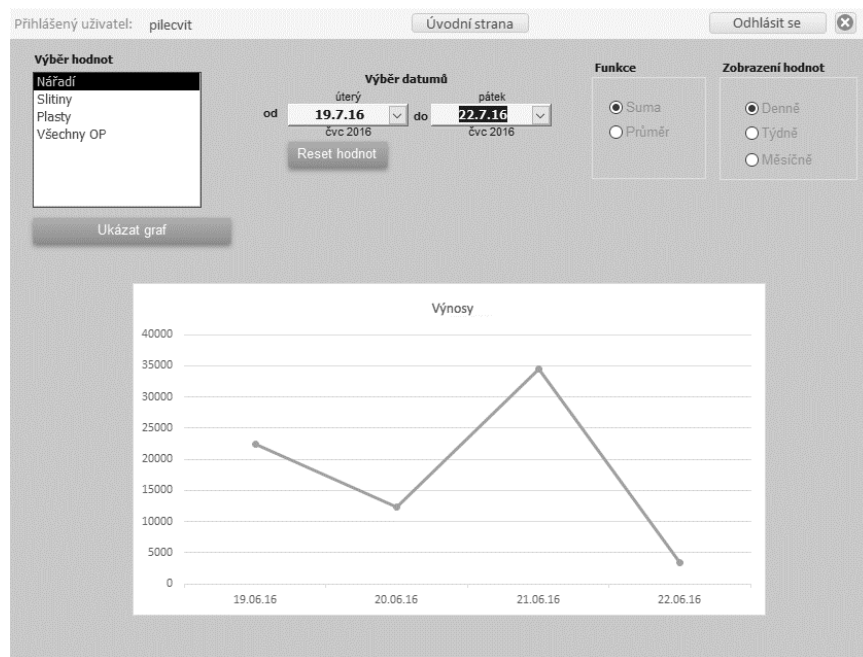 Přihlášený uživatel: pilecvit Úvodní strana Odhlásit se
Výběr hodnot
Nářadí
Slitiny
Plasty
Všechny OP
Ukázat graf
Výběr datumů
úterý pátek
od 19.7.16 do 22.7.16
čvc 2016 čvc 2016
Reset hodnot
Funkce
Suma
Průměr
Zobrazení hodnot
Denně
Týdně
Měsíčně
Výnosy
40000
35000
30000
25000
20000
15000
10000
5000
0
19.06.16 20.06.16 21.06.16 22.06.16